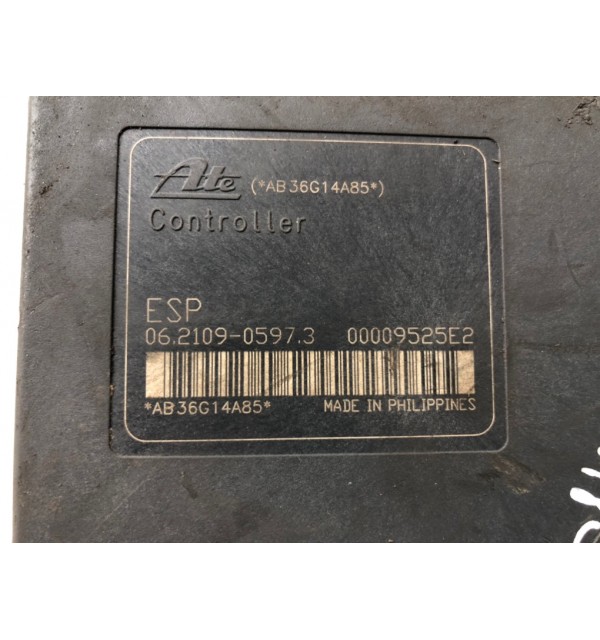 Ate (*AB36G14A85*)
Controller
ESP
06.2109-0597.3 00009525E2
*AB36G14A85* MADE IN PHILIPPINES